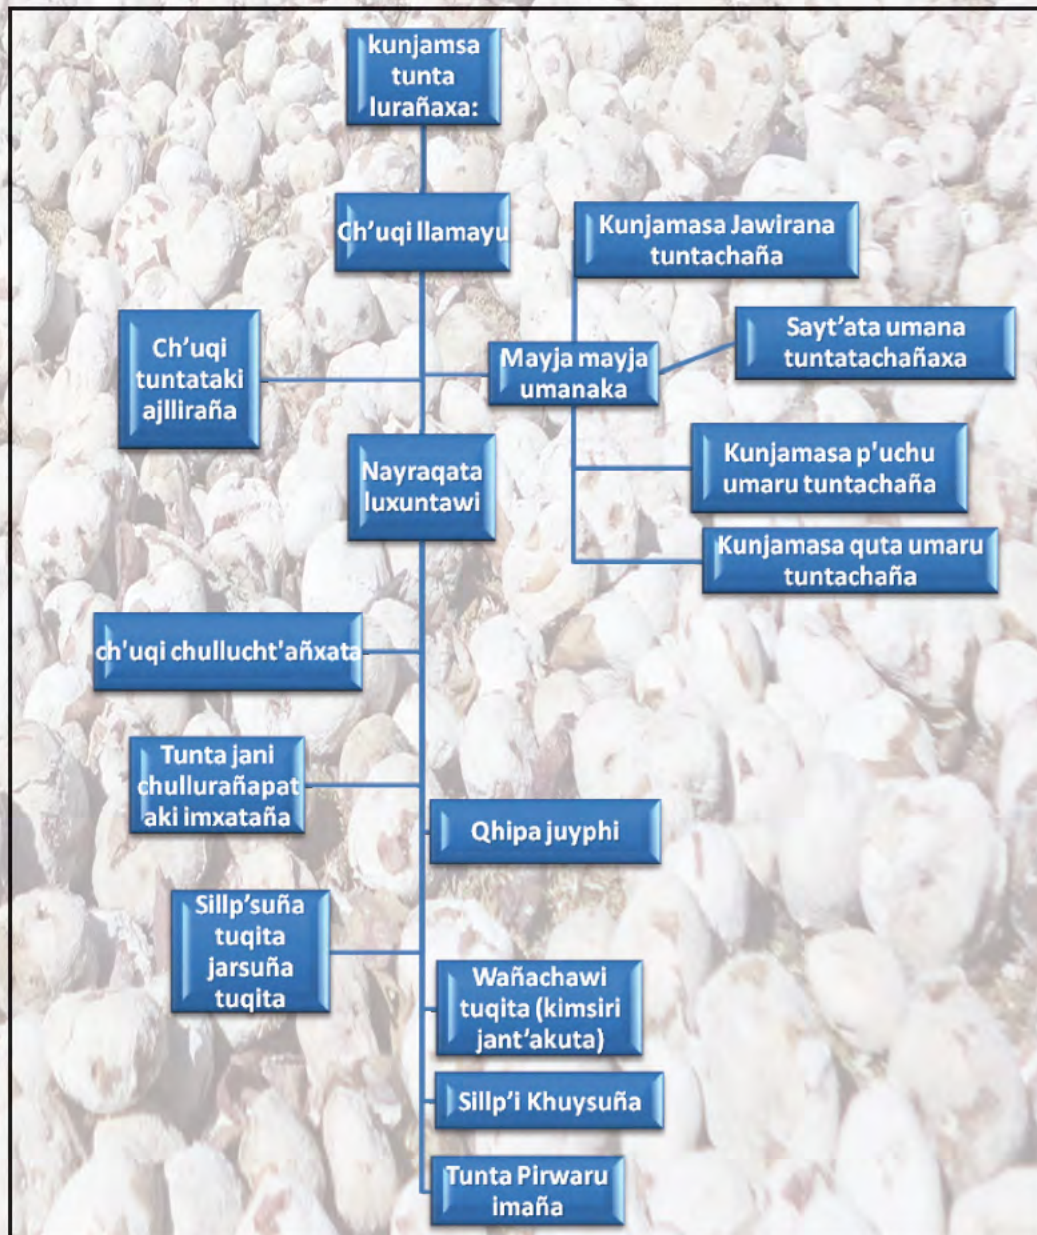 kunjamsa
tunta
lurañaxa:
Ch'uqi llamayu
Kunjamasa Jawirana
tuntachaña
Ch'uqi
tuntataki
ajlliraña
Mayja mayja
umanaka
Sayt'ata umana
tuntatachañaxa
Nayraqata
luxuntawi
Kunjamasa p'uchu
umaru tuntachaña
Kunjamasa quta umaru
tuntachaña
ch'uqi chullucht'añxata
Tunta jani
chullurañapat
aki imxataña
Qhipa juyphi
Sillp'suña
tuqita
jarsuña
tuqita
Wañachawi
tuqita (kimsiri
jant'akuta)
Sillp'i Khuysuña
Tunta Pirwaru
imaña